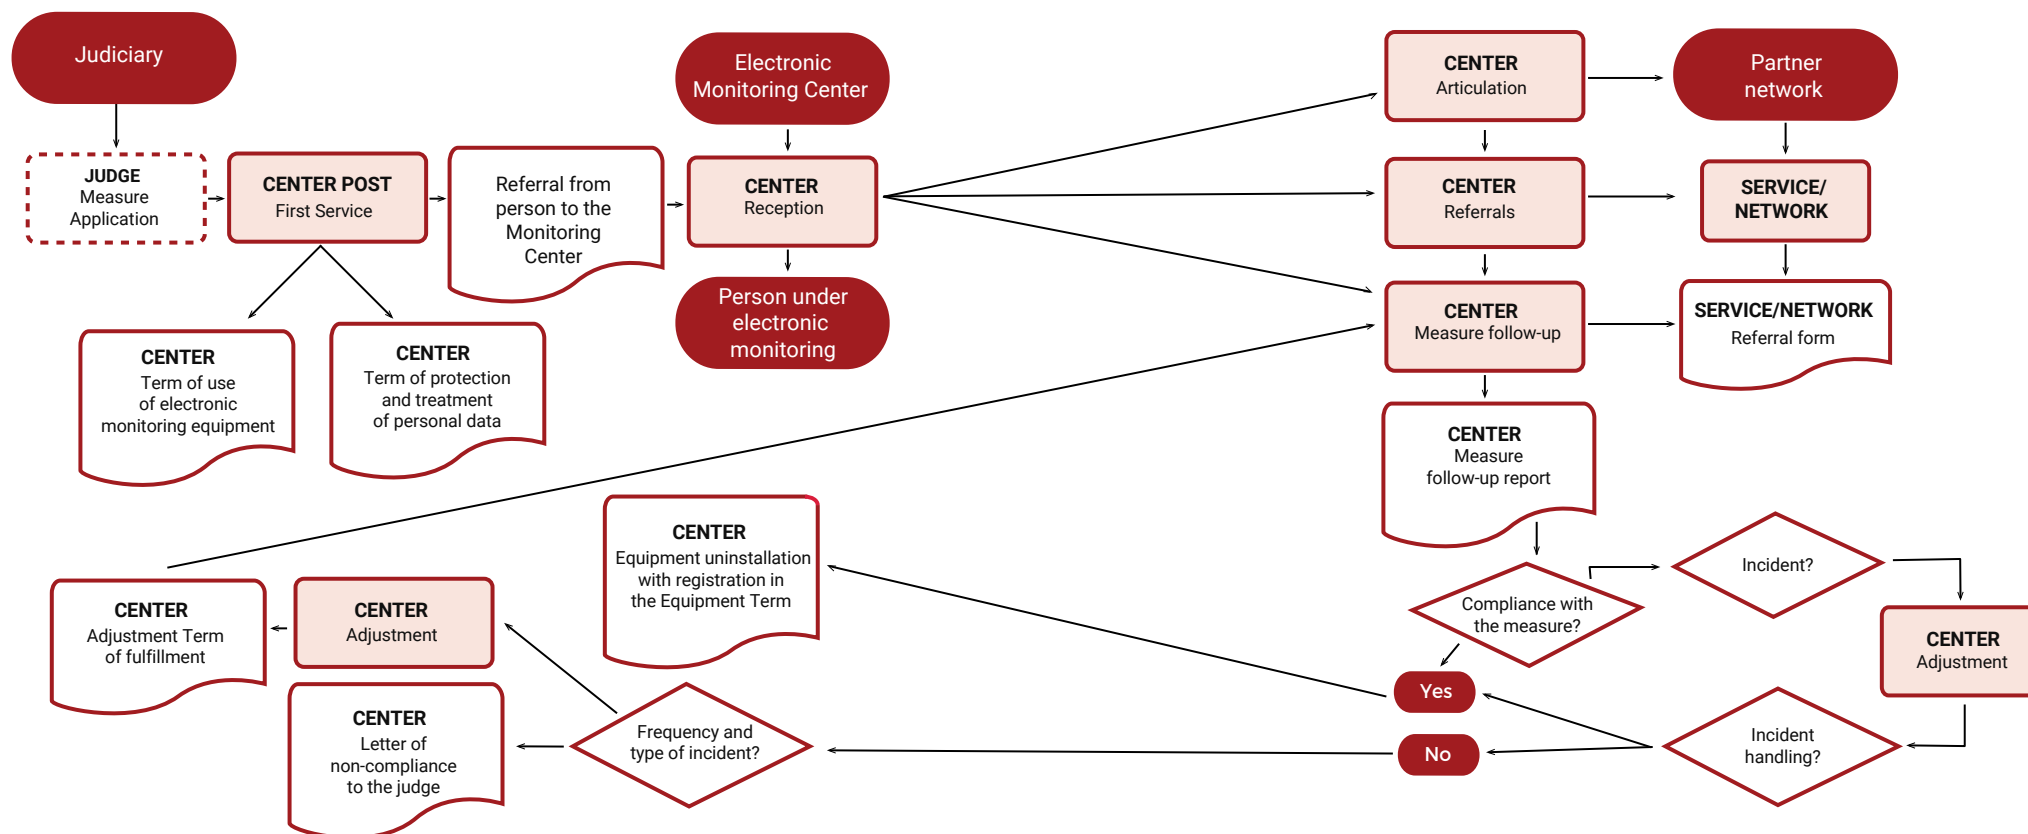 Judiciary
JUDGE
Measure
Application
CENTER POST
First Service
Referral from
person to the
Monitoring
Center
Electronic
Monitoring Center
CENTER
Reception
Person under
electronic
monitoring
CENTER
Articulation
Partner
network
CENTER
Referrals
SERVICE/
NETWORK
CENTER
Measure follow-up
SERVICE/NETWORK
Referral form
CENTER
Term of use
of electronic
monitoring equipment
CENTER
Term of protection
and treatment
of personal data
CENTER
Measure
follow-up report
CENTER
Equipment uninstallation
with registration in
the Equipment Term
Compliance with
the measure?
Incident?
CENTER
Adjustment
CENTER
Adjustment Term
of fulfillment
CENTER
Adjustment
Yes
No
Incident
handling?
Frequency and
type of incident?
CENTER
Letter of
non-compliance
to the judge